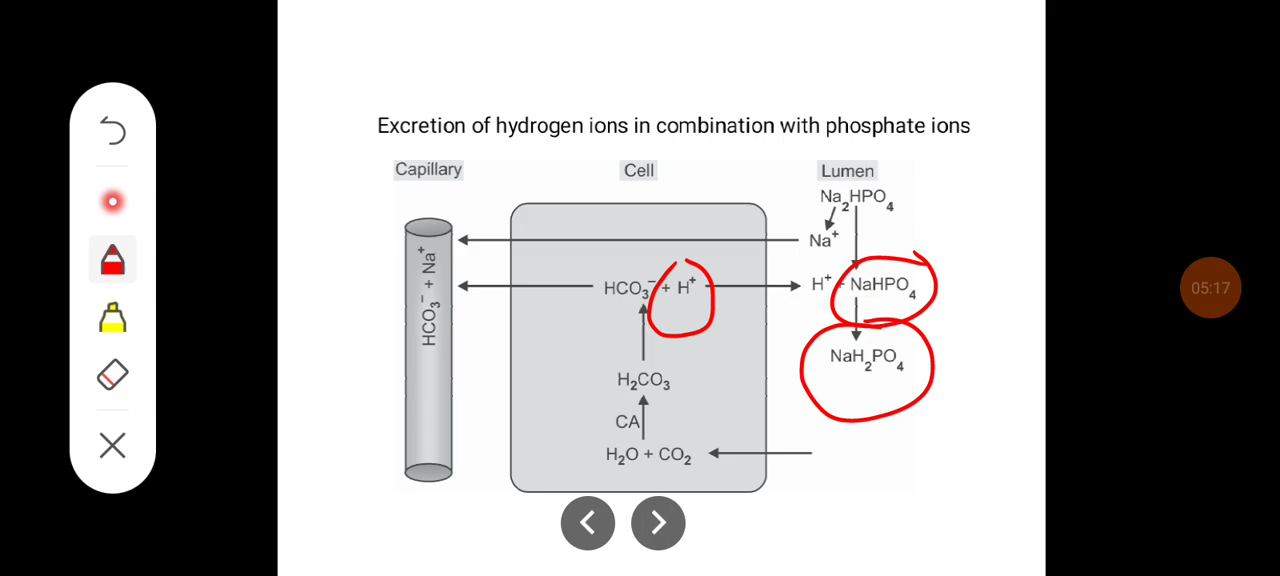 Excretion of hydrogen ions in combination with phosphate ions
Capillary Cell Lumen
Na₂HPO₄
Na⁺
HCO₃⁻ + Na⁺
HCO₃⁻ + H⁺
H⁺ + NaHPO₄
NaH₂PO₄
H₂CO₃
CA
H₂O + CO₂
05:17